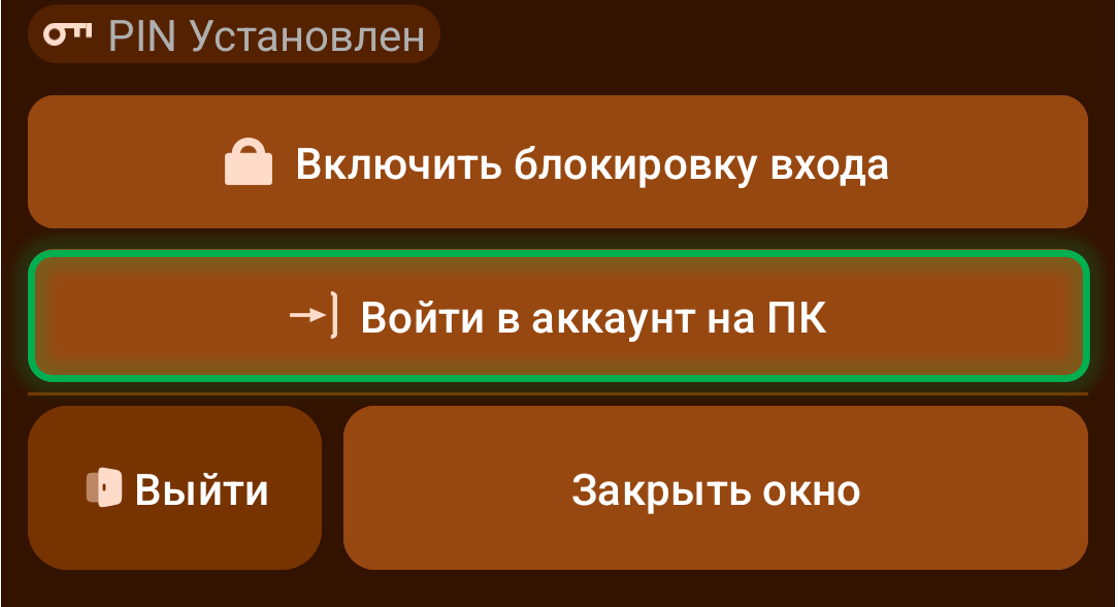 PIN Установлен
Включить блокировку входа
Войти в аккаунт на ПК
Выйти
Закрыть окно